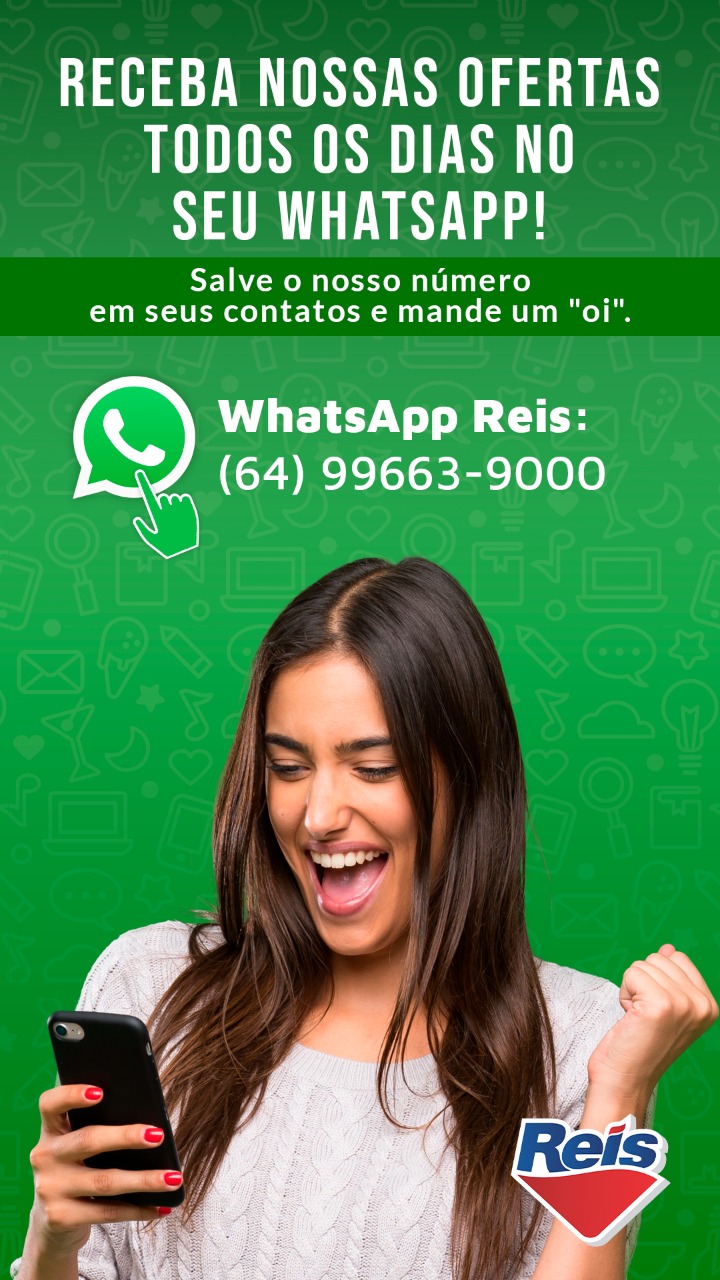 RECEBA NOSSAS OFERTAS
TODOS OS DIAS NO
SEU WHATSAPP!
Salve o nosso número
em seus contatos e mande um "oi".
WhatsApp Reis:
(64) 99663-9000
Reis